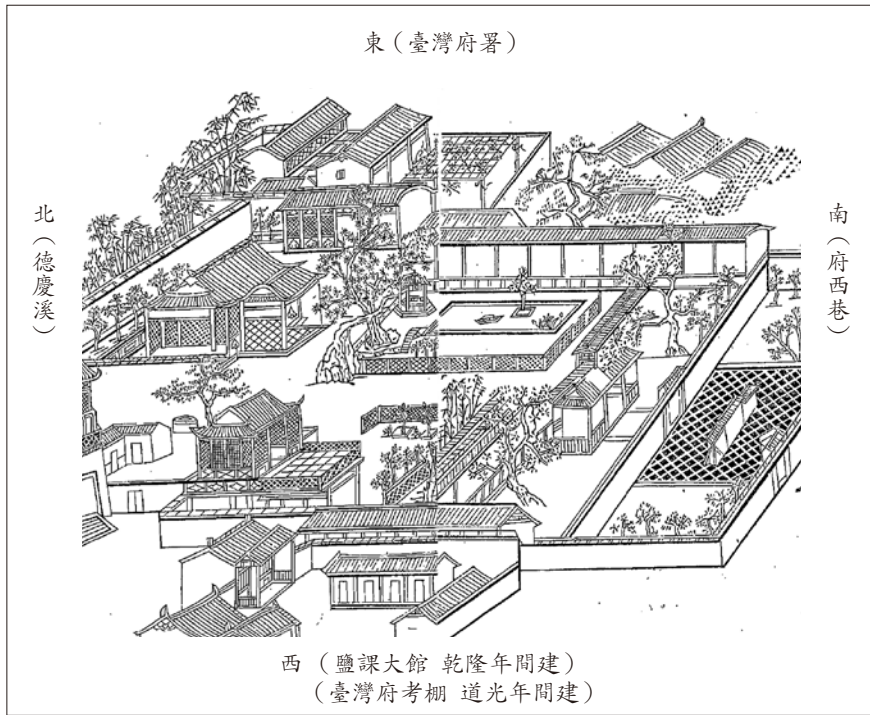 東（臺灣府署）
北（德慶溪）
南（府西巷）
西（鹽課大館 乾隆年間建）
（臺灣府考棚 道光年間建）